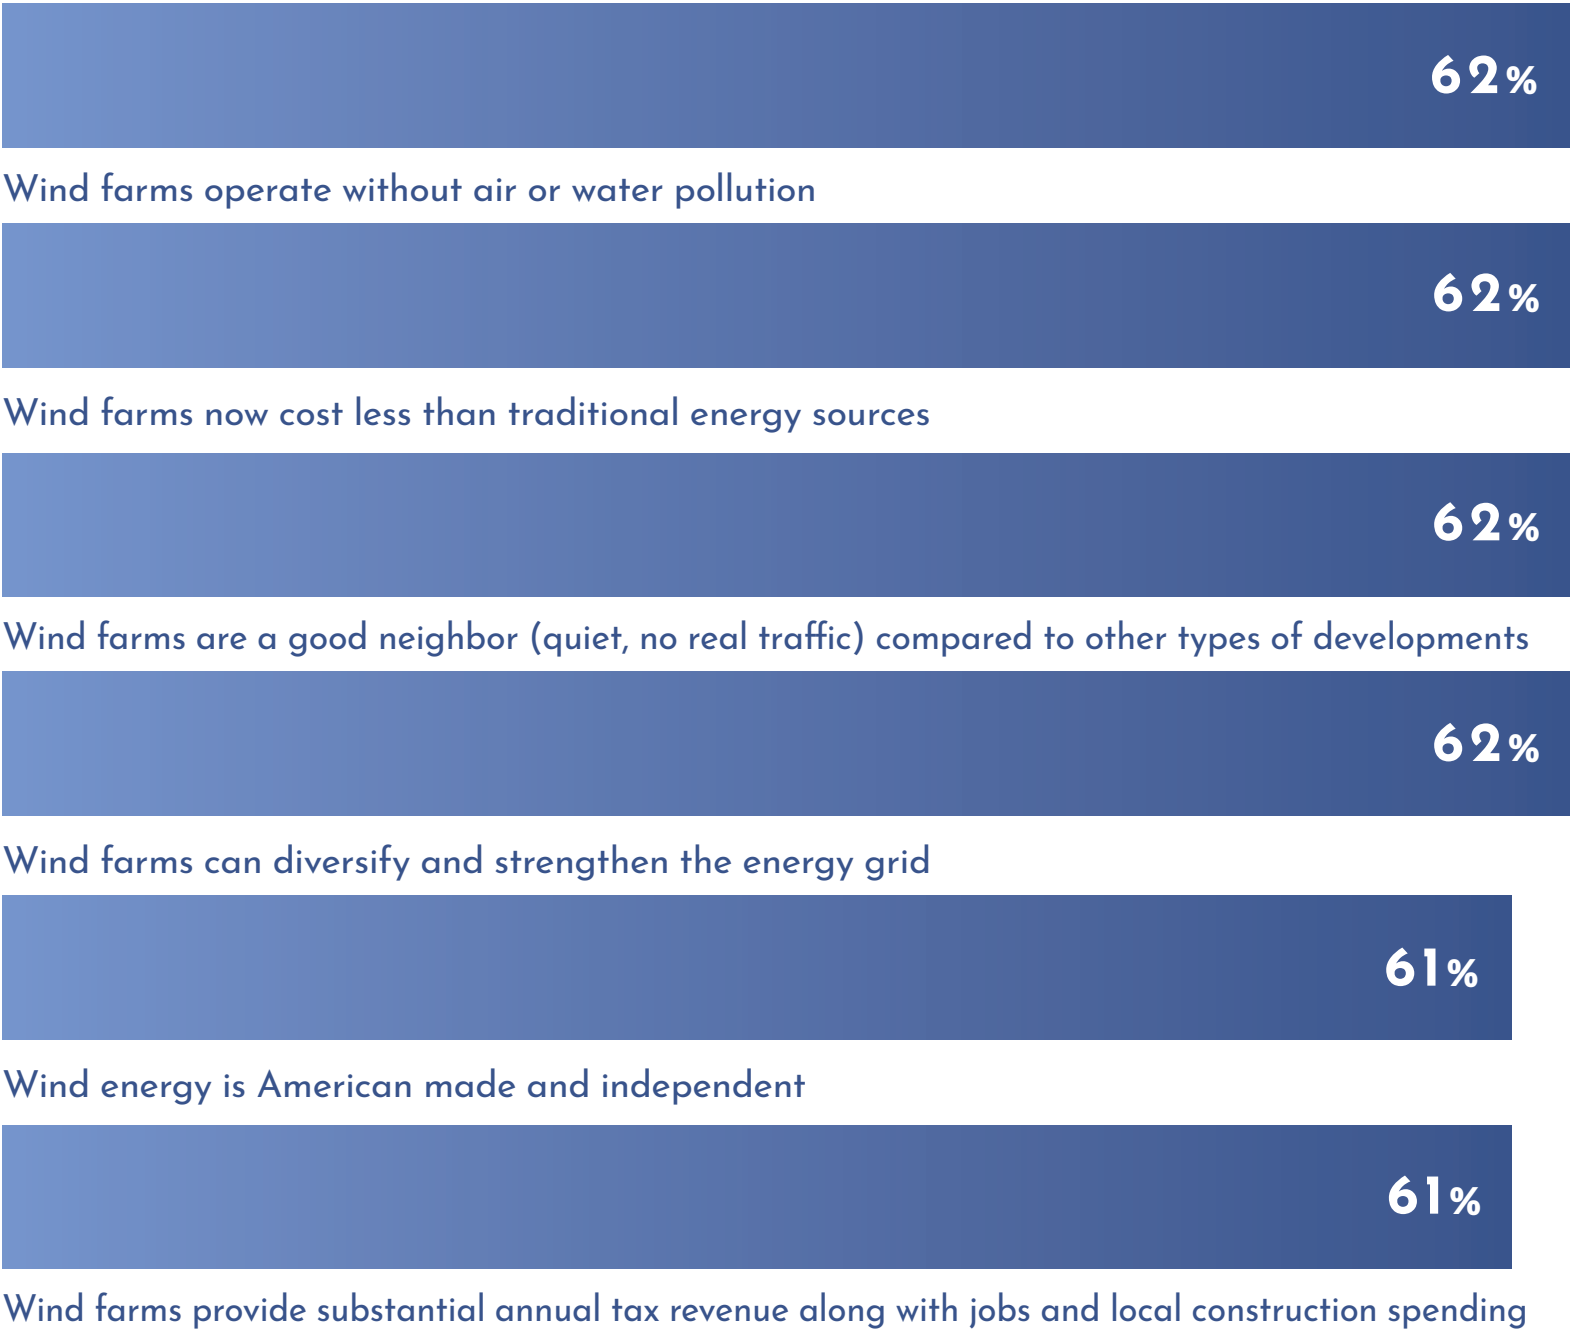 62%
Wind farms operate without air or water pollution
62%
Wind farms now cost less than traditional energy sources
62%
Wind farms are a good neighbor (quiet, no real traffic) compared to other types of developments
62%
Wind farms can diversify and strengthen the energy grid
61%
Wind energy is American made and independent
61%
Wind farms provide substantial annual tax revenue along with jobs and local construction spending